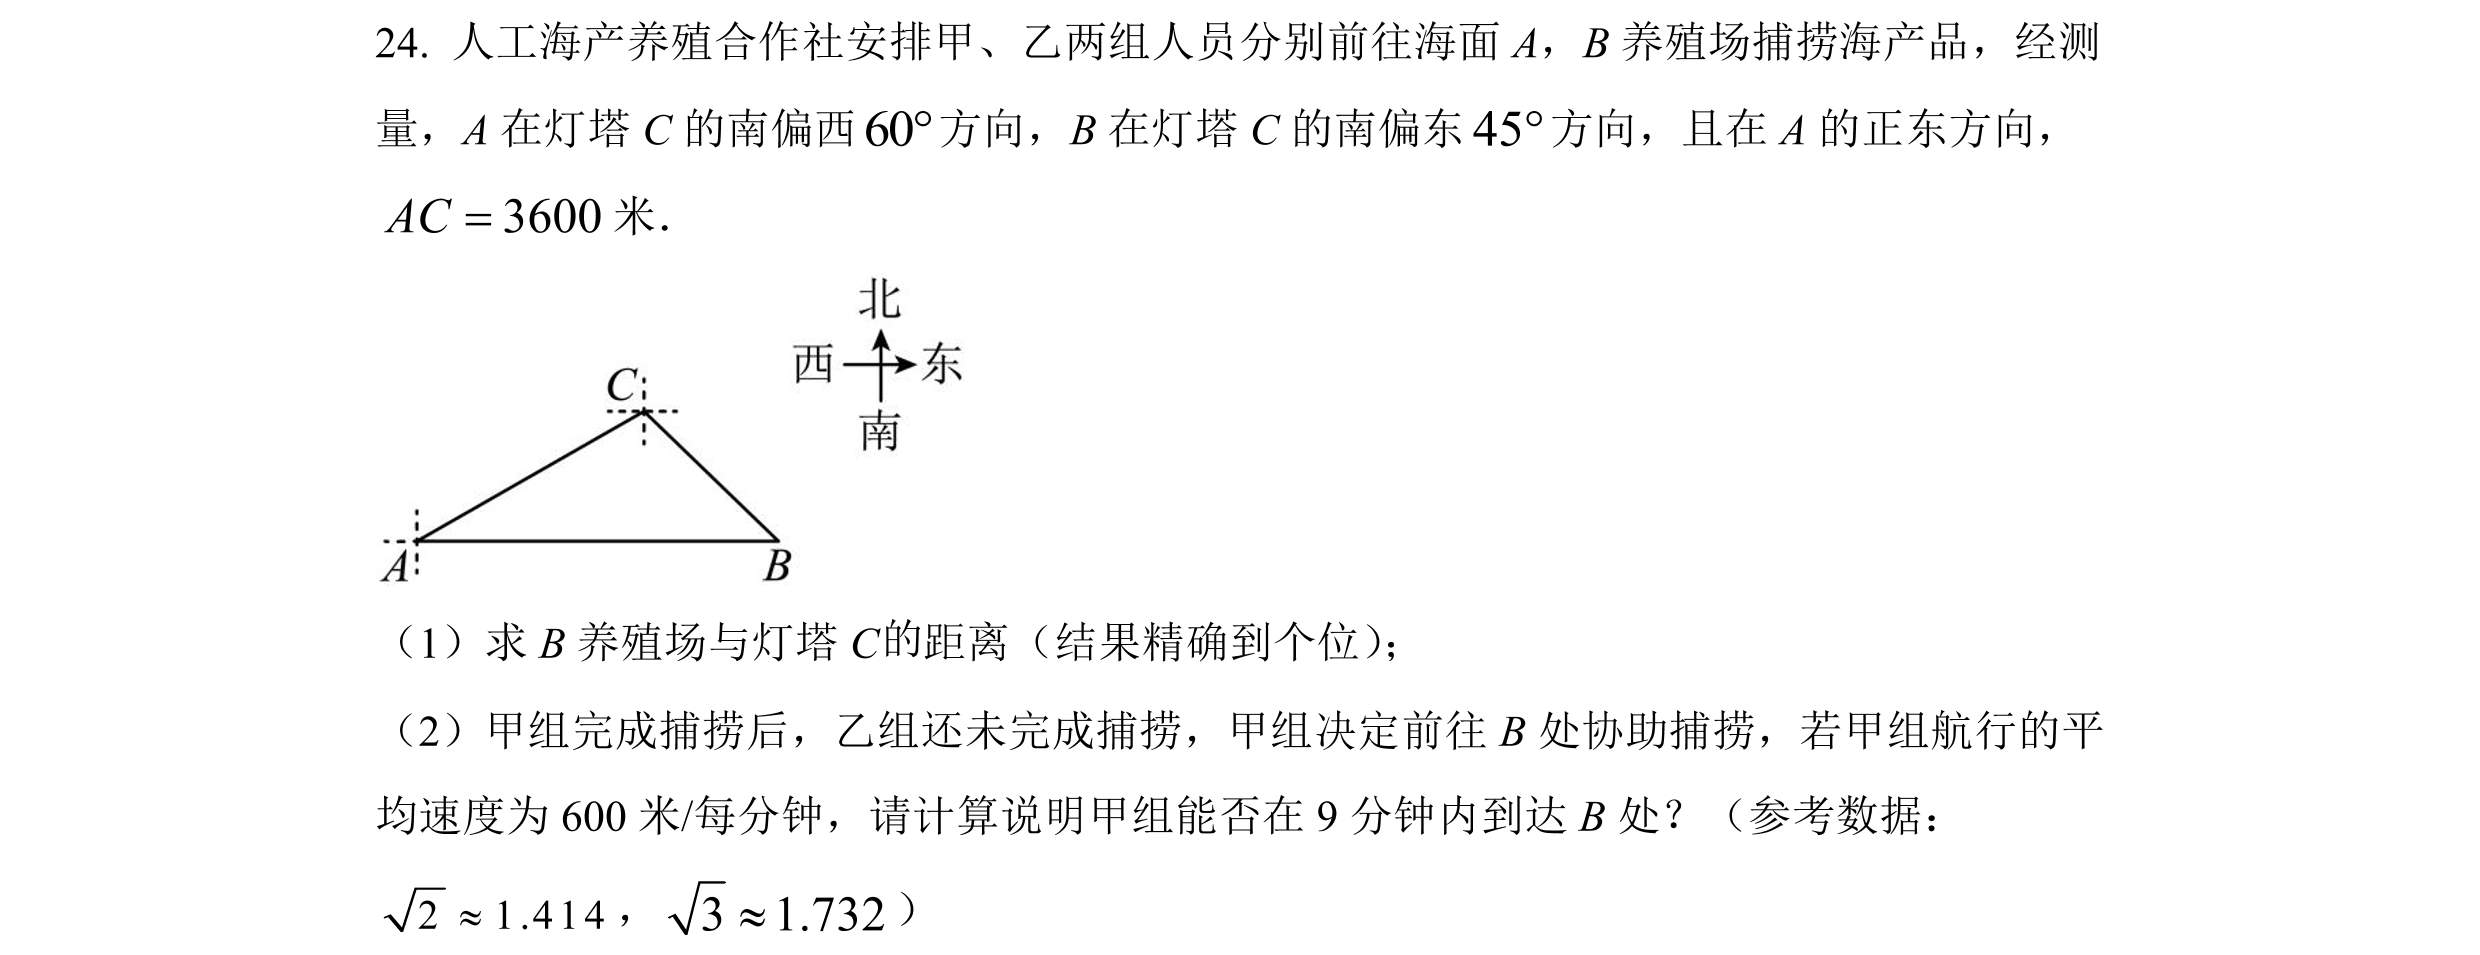 24. 人工海产养殖合作社安排甲、乙两组人员分别前往海面 A，B 养殖场捕捞海产品，经测
量，A 在灯塔 C 的南偏西 60° 方向，B 在灯塔 C 的南偏东 45° 方向，且在 A 的正东方向，
AC = 3600 米．
北
西
东
南
C
A
B
（1）求 B 养殖场与灯塔 C的距离（结果精确到个位）；
（2）甲组完成捕捞后，乙组还未完成捕捞，甲组决定前往 B 处协助捕捞，若甲组航行的平
均速度为 600 米/每分钟，请计算说明甲组能否在 9 分钟内到达 B 处？（参考数据：
√2 ≈ 1.414，√3 ≈ 1.732）